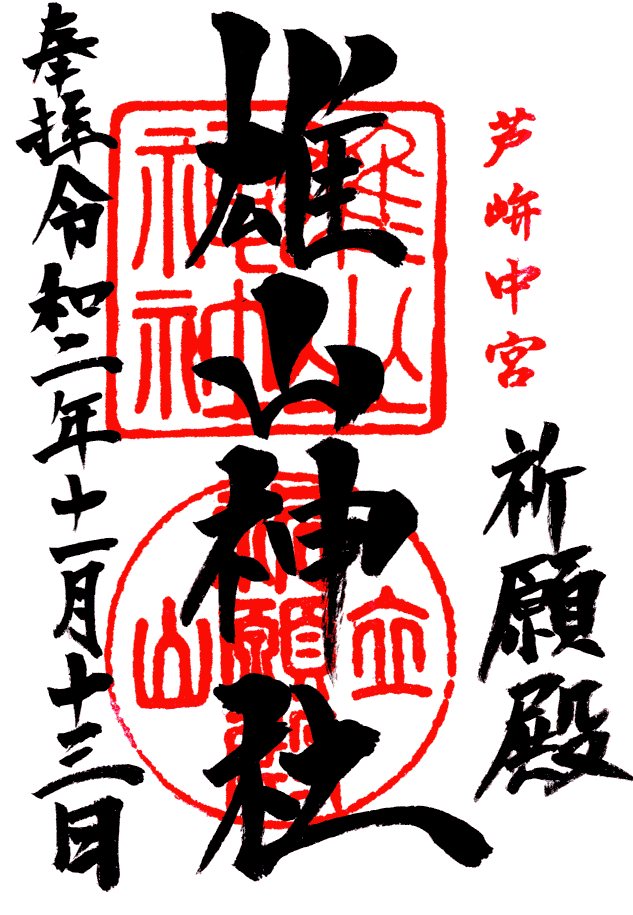 芦峅中宮
祈願殿
雄山神社
雄山
神社
立山
祈願殿
奉拝令和二年十一月十三日